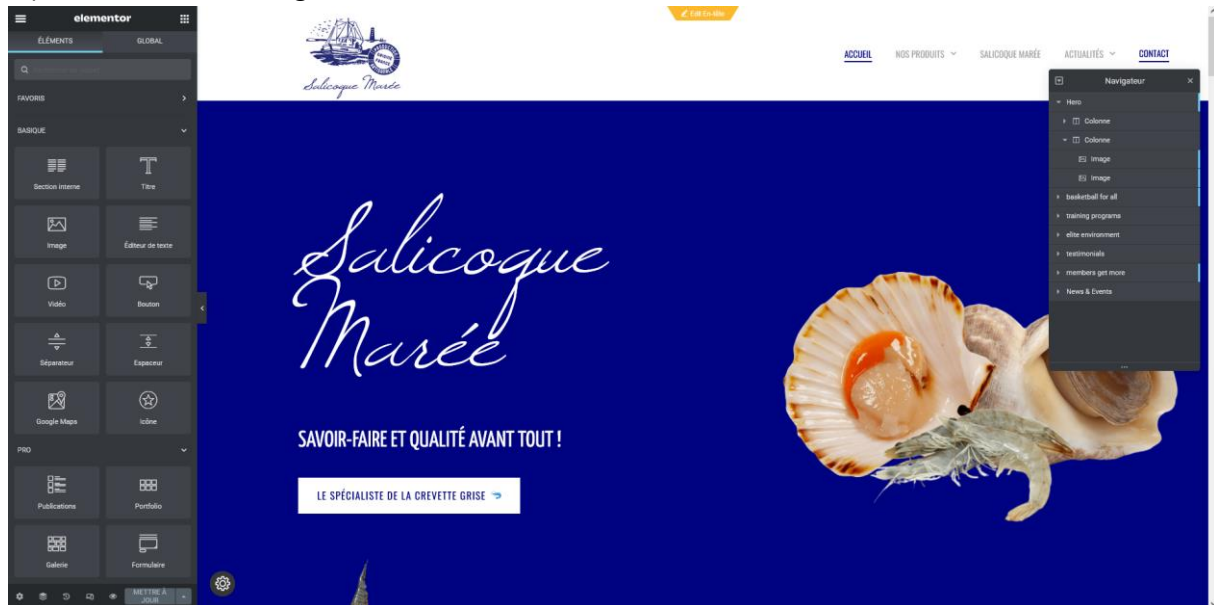 elementor
ÉLÉMENTS
GLOBAL
FAVORIS
BASIQUE
Section interne
Titre
Image
Éditeur de texte
Vidéo
Bouton
Séparateur
Espaceur
Google Maps
Icône
PRO
Publications
Portfolio
Galerie
Formulaire
METTRE À
JOUR
Salicoque Marée
ACCUEIL
NOS PRODUITS
SALICOQUE MARÉE
ACTUALITÉS
CONTACT
Salicoque
Marée
SAVOIR-FAIRE ET QUALITÉ AVANT TOUT !
LE SPÉCIALISTE DE LA CREVETTE GRISE
Navigateur
Hero
Colonne
Colonne
Image
Image
basketball for all
training programs
elite environment
testimonials
members get more
News & Events